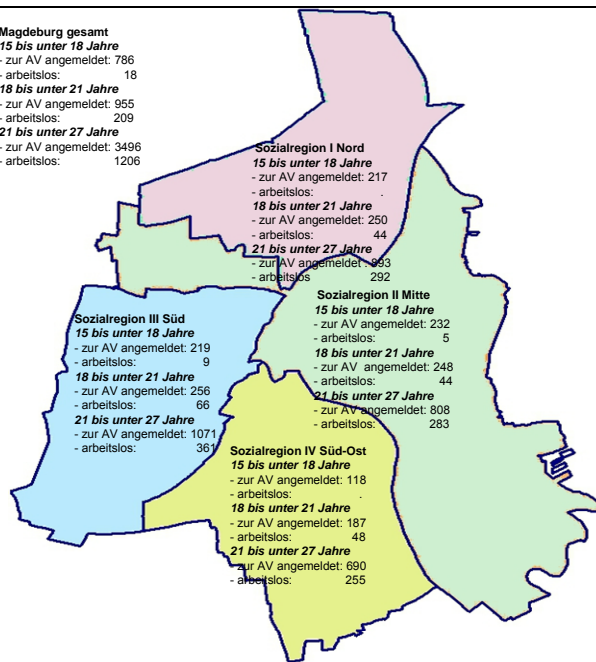 Magdeburg gesamt
15 bis unter 18 Jahre
- zur AV angemeldet: 786
- arbeitslos: 18
18 bis unter 21 Jahre
- zur AV angemeldet: 955
- arbeitslos: 209
21 bis unter 27 Jahre
- zur AV angemeldet: 3496
- arbeitslos: 1206
Sozialregion I Nord
15 bis unter 18 Jahre
- zur AV angemeldet: 217
- arbeitslos: .
18 bis unter 21 Jahre
- zur AV angemeldet: 250
- arbeitslos: 44
21 bis unter 27 Jahre
- zur AV angemeldet : 893
- arbeitslos 292
Sozialregion II Mitte
15 bis unter 18 Jahre
- zur AV angemeldet: 232
- arbeitslos: 5
18 bis unter 21 Jahre
- zur AV angemeldet: 248
- arbeitslos: 44
21 bis unter 27 Jahre
- zur AV angemeldet: 808
- arbeitslos: 283
Sozialregion III Süd
15 bis unter 18 Jahre
- zur AV angemeldet: 219
- arbeitslos: 9
18 bis unter 21 Jahre
- zur AV angemeldet: 256
- arbeitslos: 66
21 bis unter 27 Jahre
- zur AV angemeldet: 1071
- arbeitslos: 361
Sozialregion IV Süd-Ost
15 bis unter 18 Jahre
- zur AV angemeldet: 118
- arbeitslos: .
18 bis unter 21 Jahre
- zur AV angemeldet: 187
- arbeitslos: 48
21 bis unter 27 Jahre
- zur AV angemeldet: 690
- arbeitslos: 255